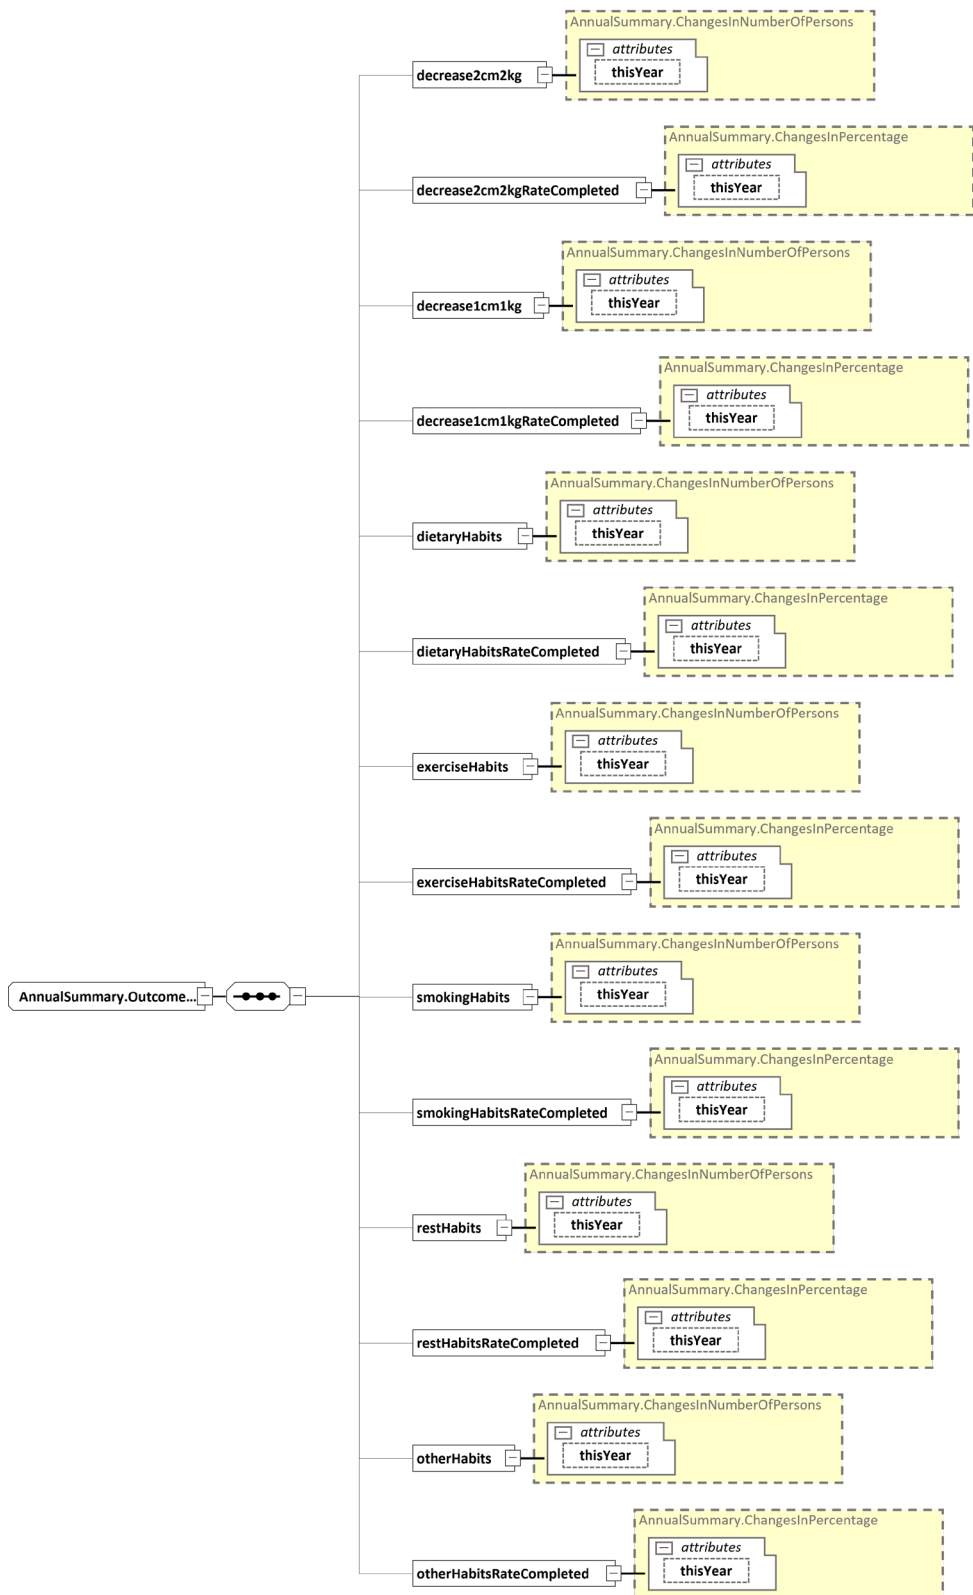 AnnualSummary.ChangesInNumberOfPersons
attributes
thisYear
decrease2cm2kg
AnnualSummary.ChangesInPercentage
attributes
thisYear
decrease2cm2kgRateCompleted
AnnualSummary.ChangesInNumberOfPersons
attributes
thisYear
decrease1cm1kg
AnnualSummary.ChangesInPercentage
attributes
thisYear
decrease1cm1kgRateCompleted
AnnualSummary.ChangesInNumberOfPersons
attributes
thisYear
dietaryHabits
AnnualSummary.ChangesInPercentage
attributes
thisYear
dietaryHabitsRateCompleted
AnnualSummary.ChangesInNumberOfPersons
attributes
thisYear
exerciseHabits
AnnualSummary.ChangesInPercentage
attributes
thisYear
exerciseHabitsRateCompleted
AnnualSummary.ChangesInNumberOfPersons
attributes
thisYear
smokingHabits
AnnualSummary.Outcome...
AnnualSummary.ChangesInPercentage
attributes
thisYear
smokingHabitsRateCompleted
AnnualSummary.ChangesInNumberOfPersons
attributes
thisYear
restHabits
AnnualSummary.ChangesInPercentage
attributes
thisYear
restHabitsRateCompleted
AnnualSummary.ChangesInNumberOfPersons
attributes
thisYear
otherHabits
AnnualSummary.ChangesInPercentage
attributes
thisYear
otherHabitsRateCompleted